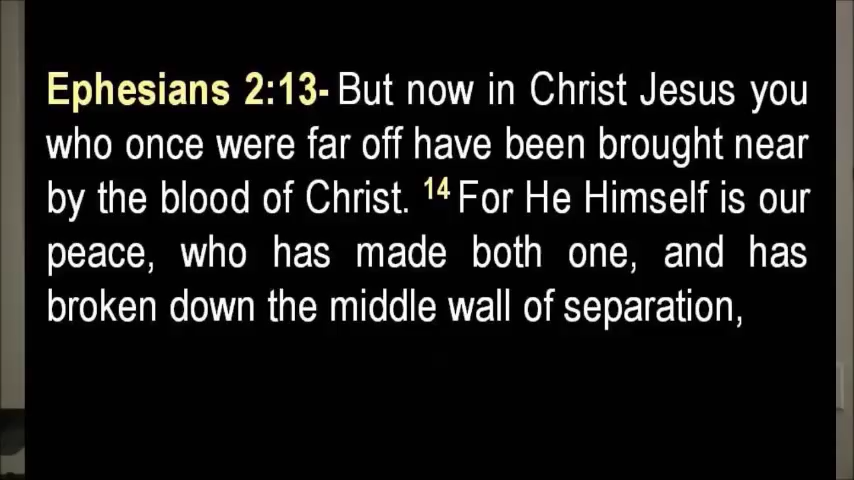 Ephesians 2:13- But now in Christ Jesus you
who once were far off have been brought near
by the blood of Christ. 14 For He Himself is our
peace, who has made both one, and has
broken down the middle wall of separation,